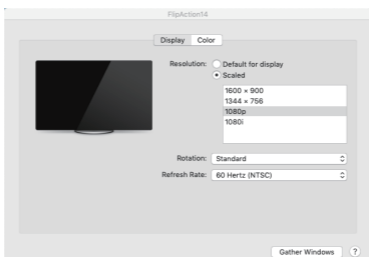 FlipAction14
Display Color
Resolution: Default for display
Scaled
1600 × 900
1344 × 756
1080p
1080i
Rotation: Standard
Refresh Rate: 60 Hertz (NTSC)
Gather Windows ?